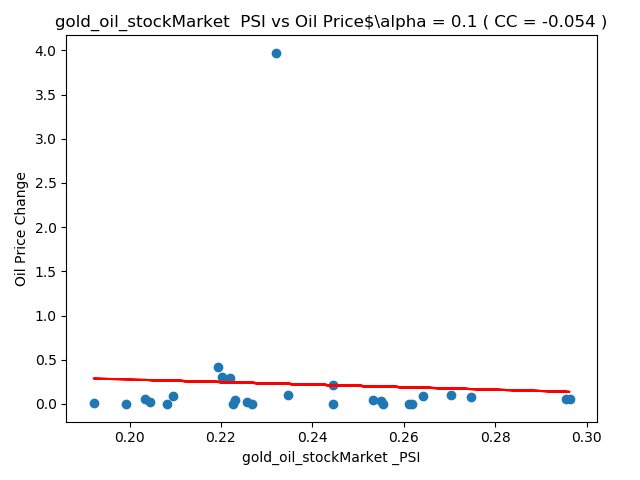 gold_oil_stockMarket  PSI vs Oil Price$\alpha = 0.1 ( CC = -0.054 )
4.0
3.5
3.0
2.5
2.0
1.5
1.0
0.5
0.0
Oil Price Change
0.20 0.22 0.24 0.26 0.28 0.30
gold_oil_stockMarket _PSI